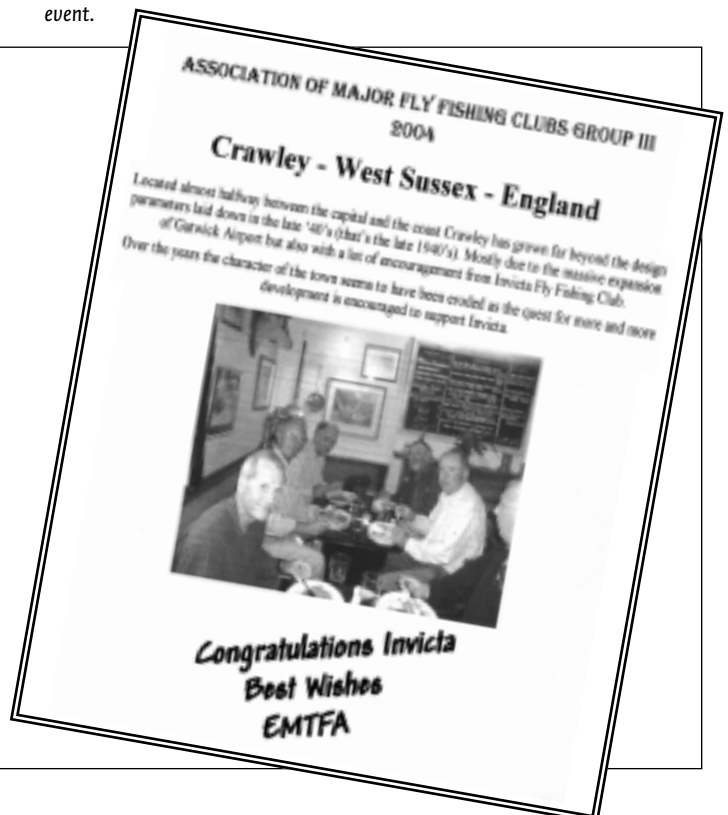 event.
ASSOCIATION OF MAJOR FLY FISHING CLUBS GROUP III
2004
Crawley - West Sussex - England
Located almost halfway between the capital and the coast Crawley has grown far beyond the design
parameters laid down in the late '40's (that's the late 1940's). Mostly due to the massive expansion
of Gatwick Airport but also with a lot of encouragement from Invicta Fly Fishing Club.
Over the years the character of the town seems to have been eroded as the quest for more and more
development is encouraged to support Invicta.
Congratulations Invicta
Best Wishes
EMTFA